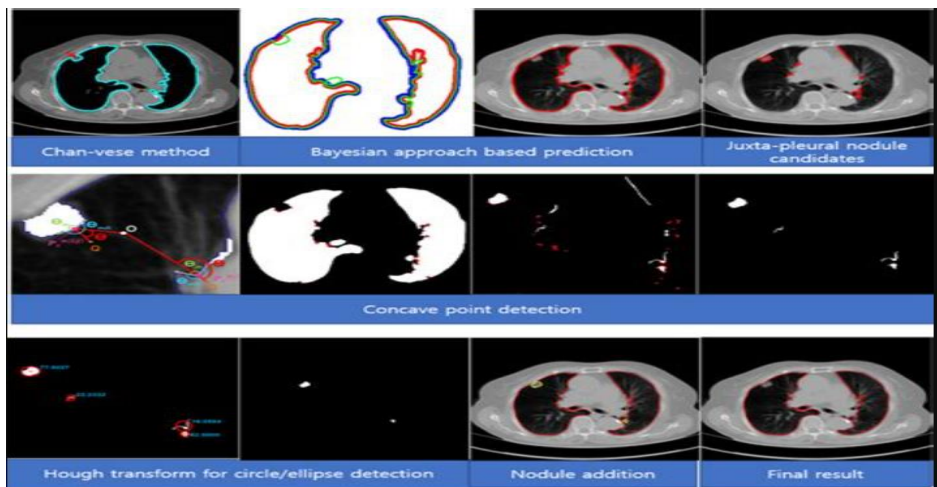 Chan-vese method
Bayesian approach based prediction
Juxta-pleural nodule
candidates
Concave point detection
Hough transform for circle/ellipse detection
Nodule addition
Final result